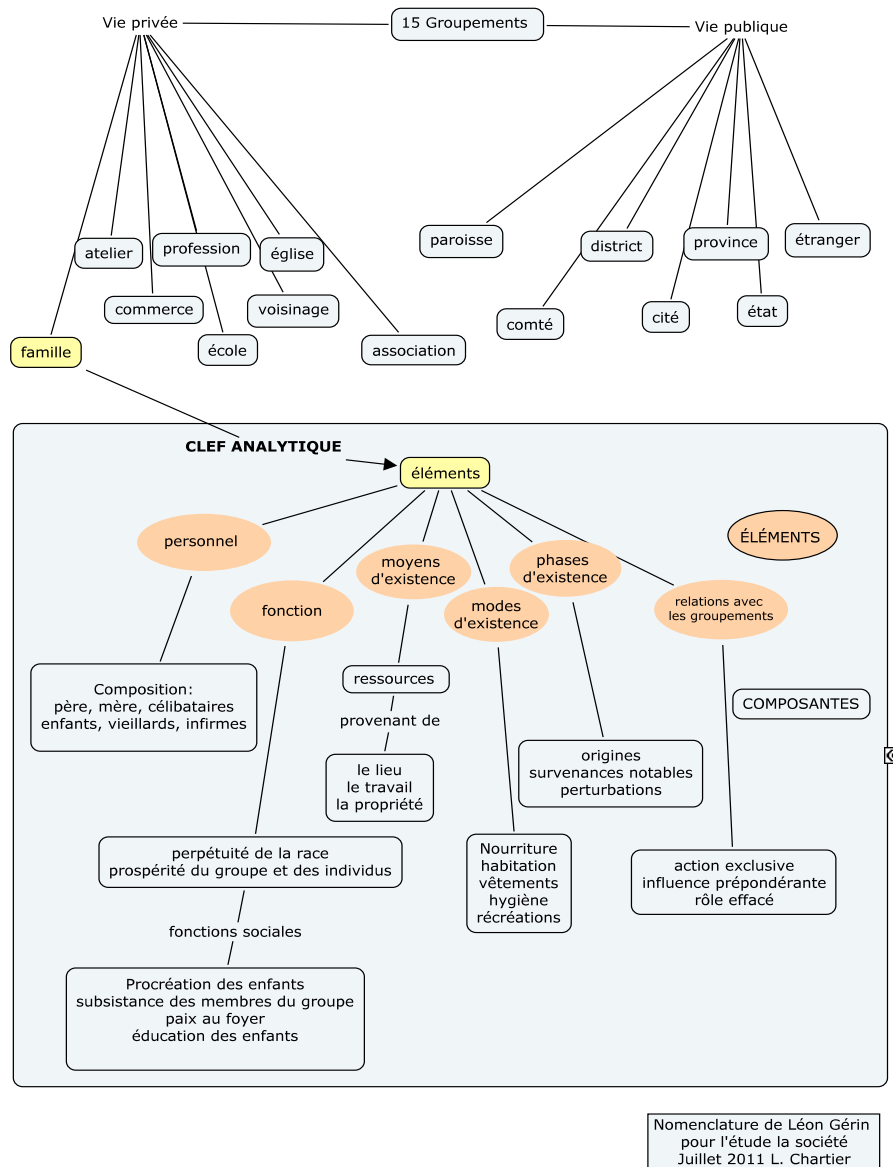 Vie privée
15 Groupements
Vie publique
atelier
profession
église
paroisse
district
province
étranger
commerce
voisinage
comté
cité
état
famille
école
association
CLEF ANALYTIQUE
éléments
personnel
fonction
moyens
d'existence
modes
d'existence
phases
d'existence
relations avec
les groupements
ÉLÉMENTS
Composition:
père, mère, célibataires
enfants, vieillards, infirmes
ressources
provenant de
le lieu
le travail
la propriété
COMPOSANTES
origines
survenances notables
perturbations
perpétuité de la race
prospérité du groupe et des individus
Nourriture
habitation
vêtements
hygiène
récréations
action exclusive
influence prépondérante
rôle effacé
fonctions sociales
Procréation des enfants
subsistance des membres du groupe
paix au foyer
éducation des enfants
Nomenclature de Léon Gérin
pour l'étude la société
Juillet 2011 L. Chartier